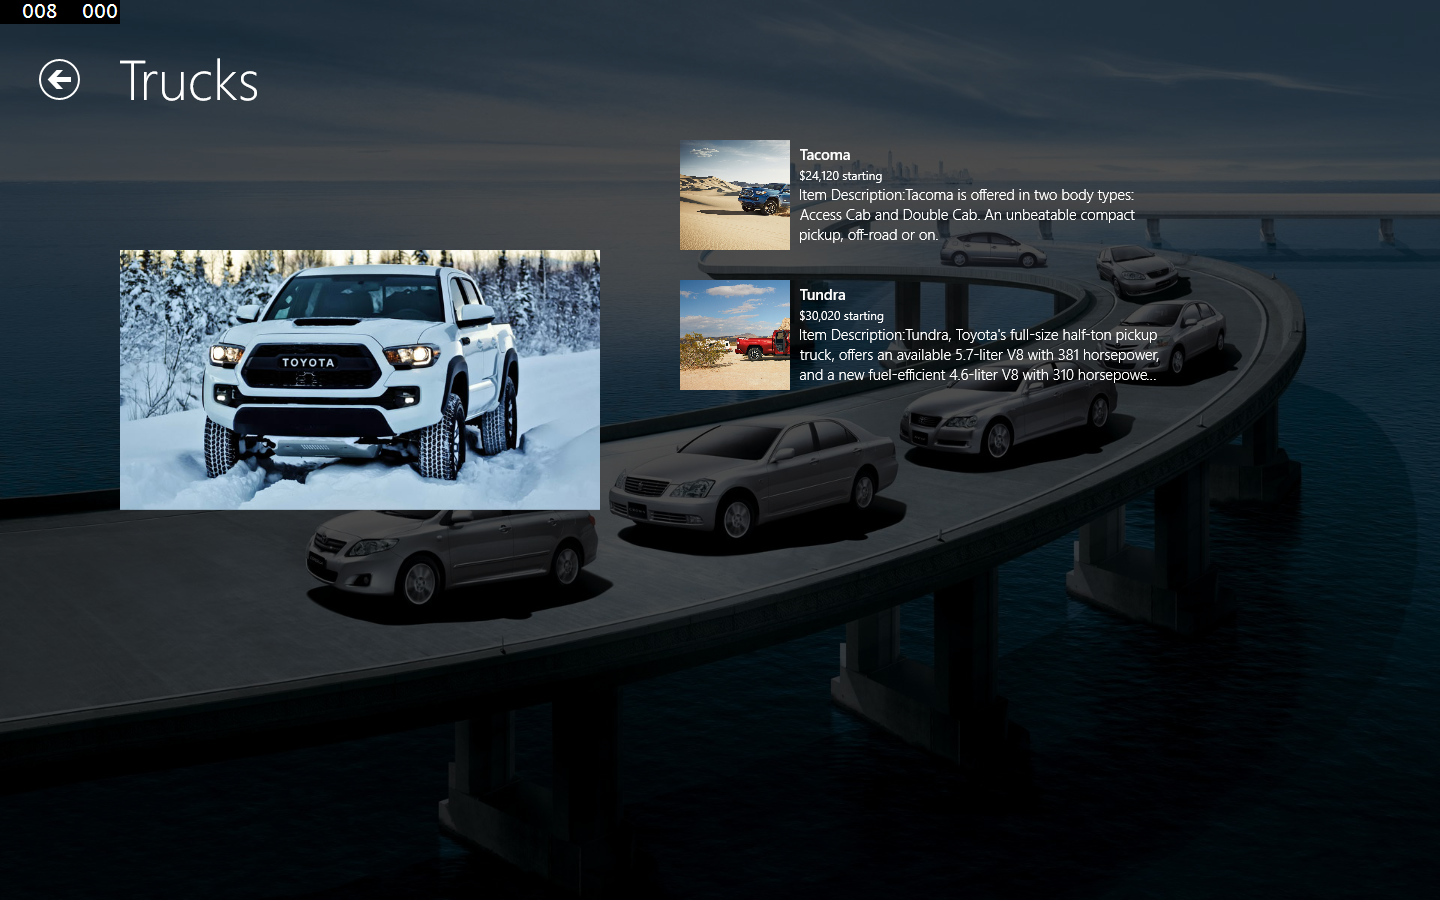 008 000
Trucks
TOYOTA
Tacoma
$24,120 starting
Item Description:Tacoma is offered in two body types:
Access Cab and Double Cab. An unbeatable compact
pickup, off-road or on.
Tundra
$30,020 starting
Item Description:Tundra, Toyota's full-size half-ton pickup
truck, offers an available 5.7-liter V8 with 381 horsepower,
and a new fuel-efficient 4.6-liter V8 with 310 horsepowe...